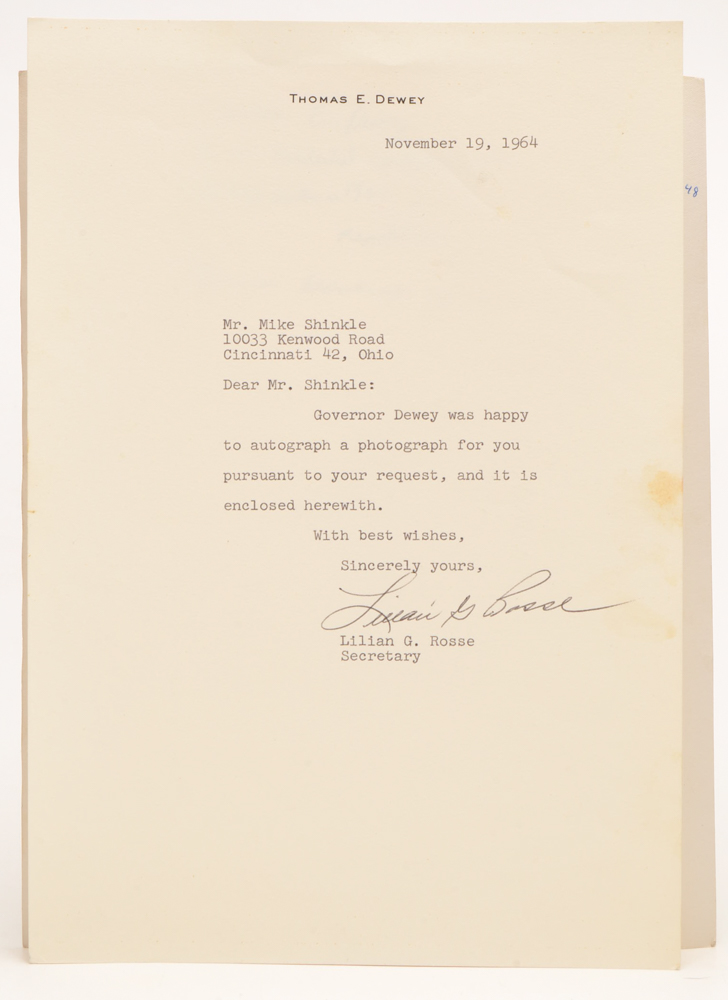 THOMAS E. DEWEY
November 19, 1964
48
Mr. Mike Shinkle
10033 Kenwood Road
Cincinnati 42, Ohio
Dear Mr. Shinkle:
Governor Dewey was happy
to autograph a photograph for you
pursuant to your request, and it is
enclosed herewith.
With best wishes,
Sincerely yours,
Lilian G Rosse
Lilian G. Rosse
Secretary